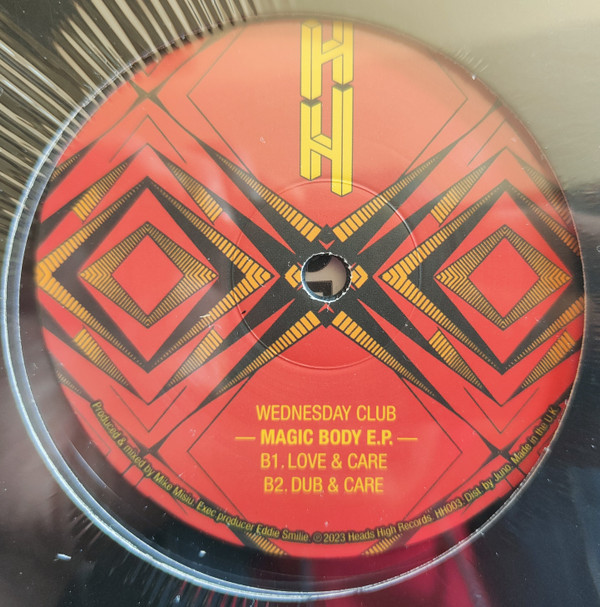 HH
WEDNESDAY CLUB
— MAGIC BODY E.P. —
B1. LOVE & CARE
B2. DUB & CARE
Produced & mixed by Mike Misiu. Exec producer Eddie Smilie. ℗2023 Heads High Records. HH003. Dist' by Juno. Made in the U.K